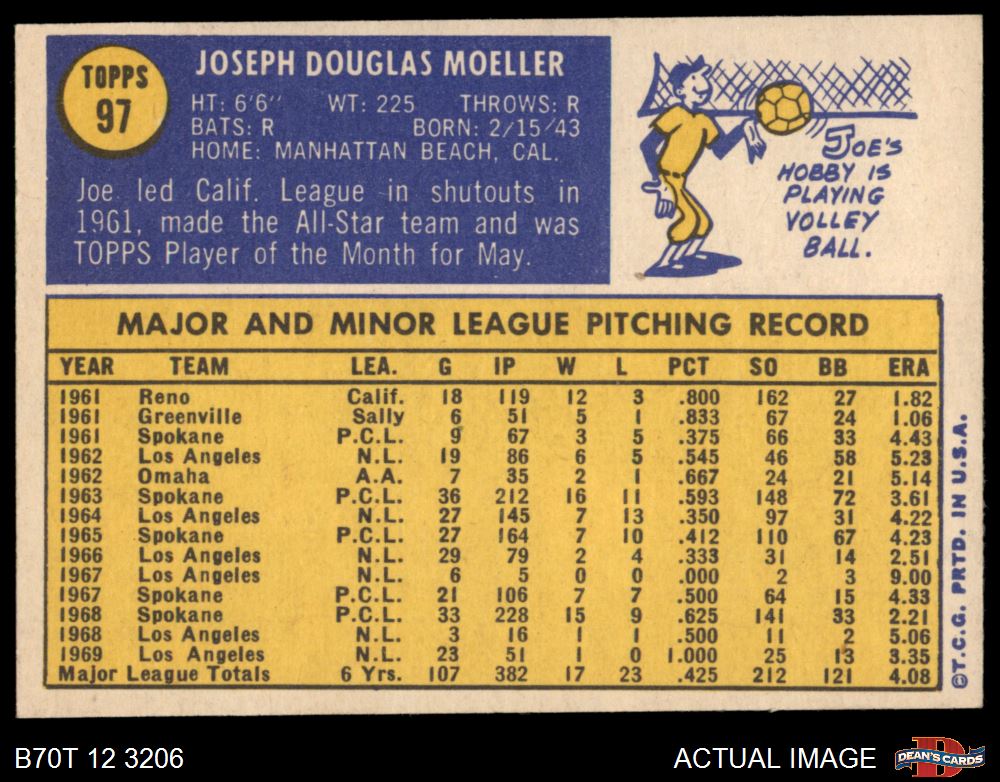 TOPPS
97
JOSEPH DOUGLAS MOELLER
HT: 6'6" WT: 225 THROWS: R
BATS: R BORN: 2/15/43
HOME: MANHATTAN BEACH, CAL.
Joe led Calif. League in shutouts in
1961, made the All-Star team and was
TOPPS Player of the Month for May.
JOE'S
HOBBY IS
PLAYING
VOLLEY
BALL.
MAJOR AND MINOR LEAGUE PITCHING RECORD
YEAR TEAM LEA. G IP W L PCT SO BB ERA
1961 Reno Calif. 18 119 12 3 .800 162 27 1.82
1961 Greenville Sally 6 51 5 1 .833 67 24 1.06
1961 Spokane P.C.L. 9 67 3 5 .375 66 33 4.43
1962 Los Angeles N.L. 19 86 6 5 .545 46 58 5.23
1962 Omaha A.A. 7 35 2 1 .667 24 21 5.14
1963 Spokane P.C.L. 36 212 16 11 .593 148 72 3.61
1964 Los Angeles N.L. 27 145 7 13 .350 97 31 4.22
1965 Spokane P.C.L. 27 164 7 10 .412 110 67 4.23
1966 Los Angeles N.L. 29 79 2 4 .333 31 14 2.51
1967 Los Angeles N.L. 6 5 0 0 .000 2 3 9.00
1967 Spokane P.C.L. 21 106 7 7 .500 64 15 4.33
1968 Spokane P.C.L. 33 228 15 9 .625 141 33 2.21
1968 Los Angeles N.L. 3 16 1 1 .500 11 2 5.06
1969 Los Angeles N.L. 23 51 1 0 1.000 25 13 3.35
Major League Totals 6 Yrs. 107 382 17 23 .425 212 121 4.08
©T.C.G. PRTD. IN U.S.A.
B70T 12 3206
ACTUAL IMAGE
D
DEAN'S CARDS